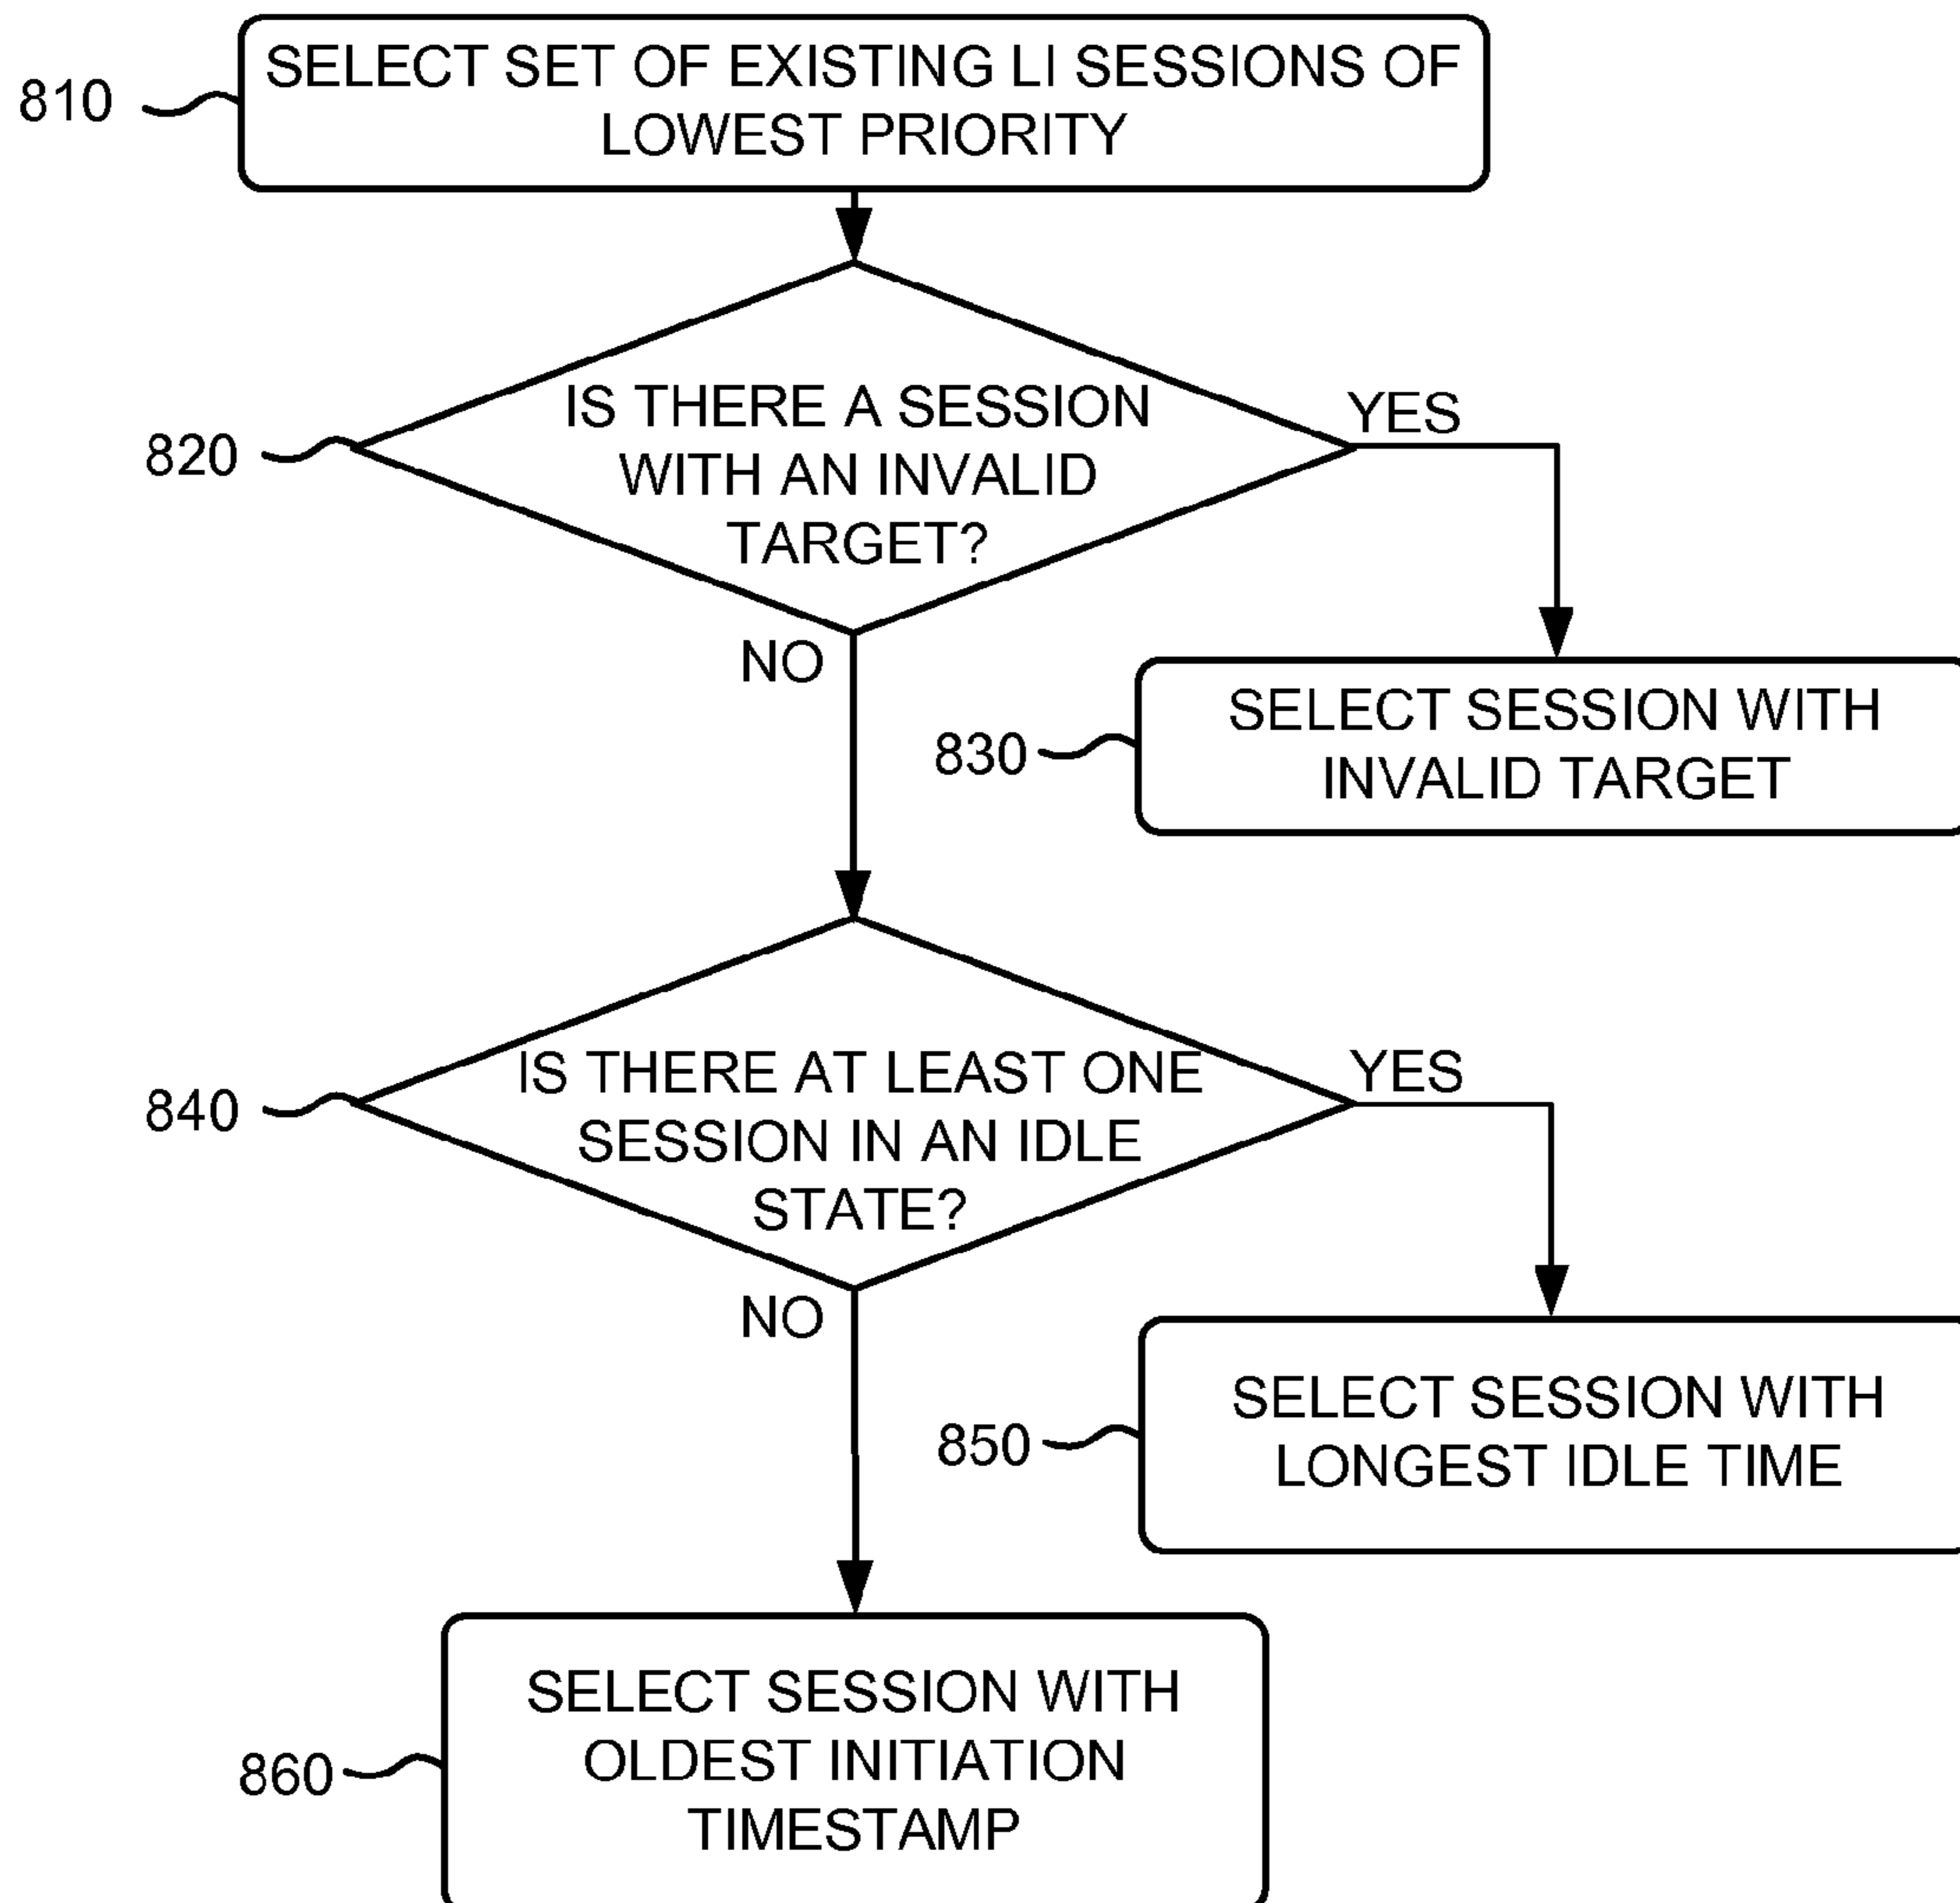 810
SELECT SET OF EXISTING LI SESSIONS OF
LOWEST PRIORITY
820
IS THERE A SESSION
WITH AN INVALID
TARGET?
YES
NO
830
SELECT SESSION WITH
INVALID TARGET
840
IS THERE AT LEAST ONE
SESSION IN AN IDLE
STATE?
YES
NO
850
SELECT SESSION WITH
LONGEST IDLE TIME
860
SELECT SESSION WITH
OLDEST INITIATION
TIMESTAMP